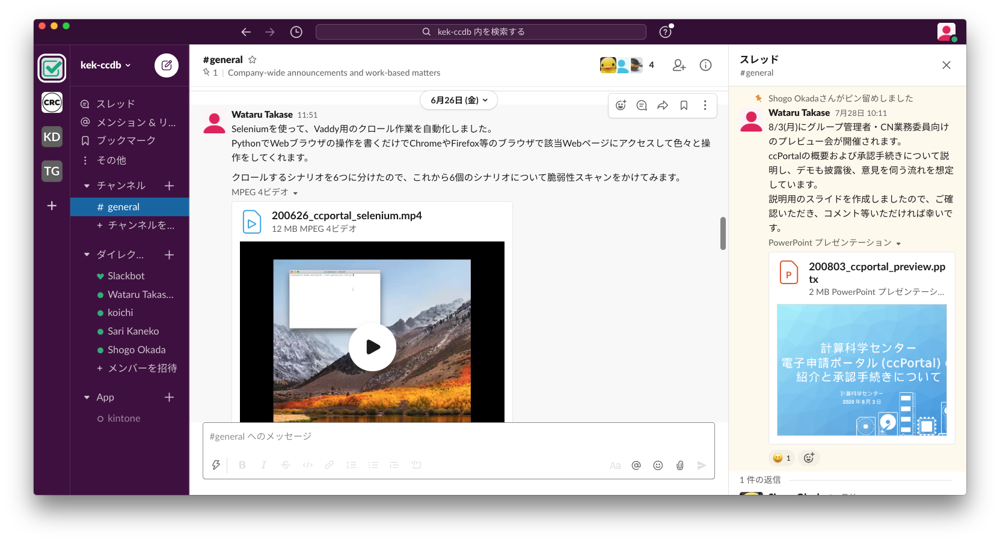 kek-ccdb 内を検索する
CRC
KD
TG
kek-ccdb
スレッド
メンション & リ...
ブックマーク
その他
チャンネル
# general
+ チャンネルを...
ダイレク...
Slackbot
Wataru Takas...
koichi
Sari Kaneko
Shogo Okada
+ メンバーを招待
App
kintone
#general
1 | Company-wide announcements and work-based matters
4
6月26日 (金)
Wataru Takase 11:51
Seleniumを使って、Vaddy用のクロール作業を自動化しました。
PythonでWebブラウザの操作を書くだけでChromeやFirefox等のブラウザで該当Webページにアクセスして色々と操
作をしてくれます。
クロールするシナリオを6つに分けたので、これから6個のシナリオについて脆弱性スキャンをかけてみます。
MPEG 4ビデオ
200626_ccportal_selenium.mp4
12 MB MPEG 4ビデオ
#general へのメッセージ
B I S </> Aa @
スレッド
#general
Shogo Okadaさんがピン留めしました
Wataru Takase 7月28日 10:11
8/3(月)にグループ管理者・CN業務委員向け
のプレビュー会が開催されます。
ccPortalの概要および承認手続きについて説
明し、デモも披露後、意見を伺う流れを想定
しています。
説明用のスライドを作成しましたので、ご確
認いただき、コメント等いただければ幸いで
す。
PowerPoint プレゼンテーション
P
200803_ccportal_preview.pp
tx
2 MB PowerPoint プレゼンテーシ...
計算科学センター
電子申請ポータル (ccPortal)
紹介と承認手続きについて
計算科学センター
2020 年 8 月 3 日
1
1 件の返信